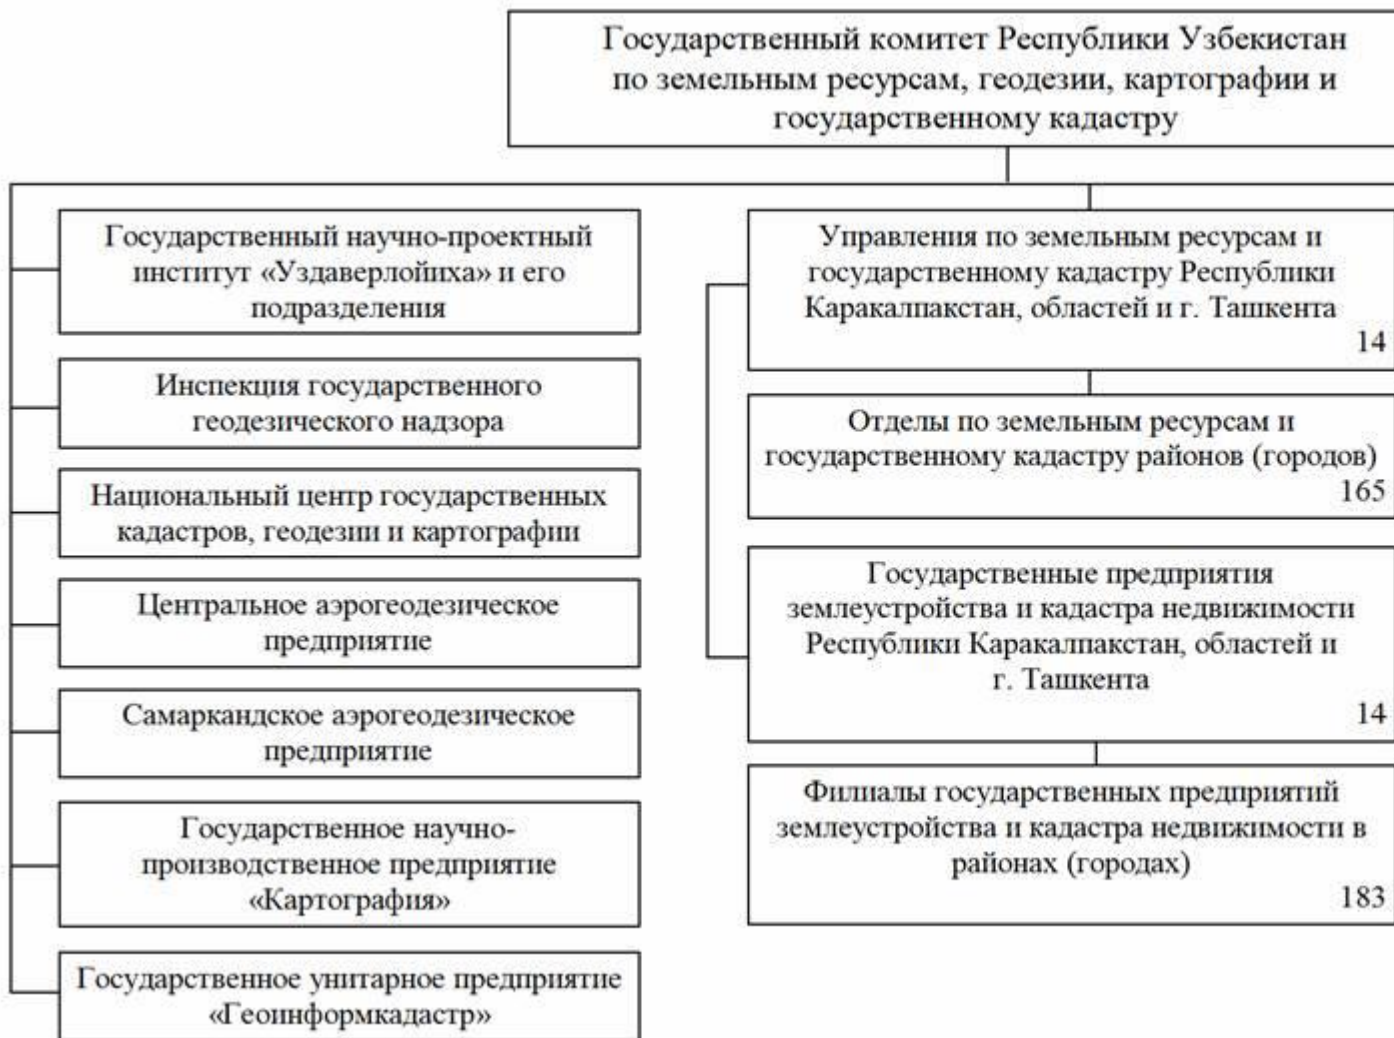 Государственный комитет Республики Узбекистан
по земельным ресурсам, геодезии, картографии и
государственному кадастру
Государственный научно-проектный
институт «Уздаверлойиха» и его
подразделения
Инспекция государственного
геодезического надзора
Национальный центр государственных
кадастров, геодезии и картографии
Центральное аэрогеодезическое
предприятие
Самаркандское аэрогеодезическое
предприятие
Государственное научно-
производственное предприятие
«Картография»
Государственное унитарное предприятие
«Геоинформкадастр»
Управления по земельным ресурсам и
государственному кадастру Республики
Каракалпакстан, областей и г. Ташкента
14
Отделы по земельным ресурсам и
государственному кадастру районов (городов)
165
Государственные предприятия
землеустройства и кадастра недвижимости
Республики Каракалпакстан, областей и
г. Ташкента
14
Филиалы государственных предприятий
землеустройства и кадастра недвижимости в
районах (городах)
183